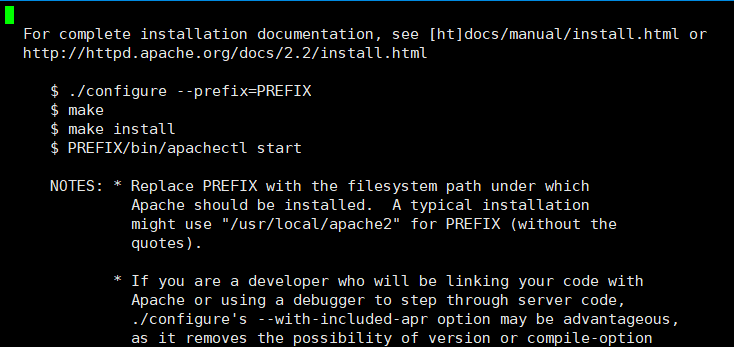 For complete installation documentation, see [ht]docs/manual/install.html or
http://httpd.apache.org/docs/2.2/install.html
$ ./configure --prefix=PREFIX
$ make
$ make install
$ PREFIX/bin/apachectl start
NOTES: * Replace PREFIX with the filesystem path under which
Apache should be installed.  A typical installation
might use "/usr/local/apache2" for PREFIX (without the
quotes).
* If you are a developer who will be linking your code with
Apache or using a debugger to step through server code,
./configure's --with-included-apr option may be advantageous,
as it removes the possibility of version or compile-option